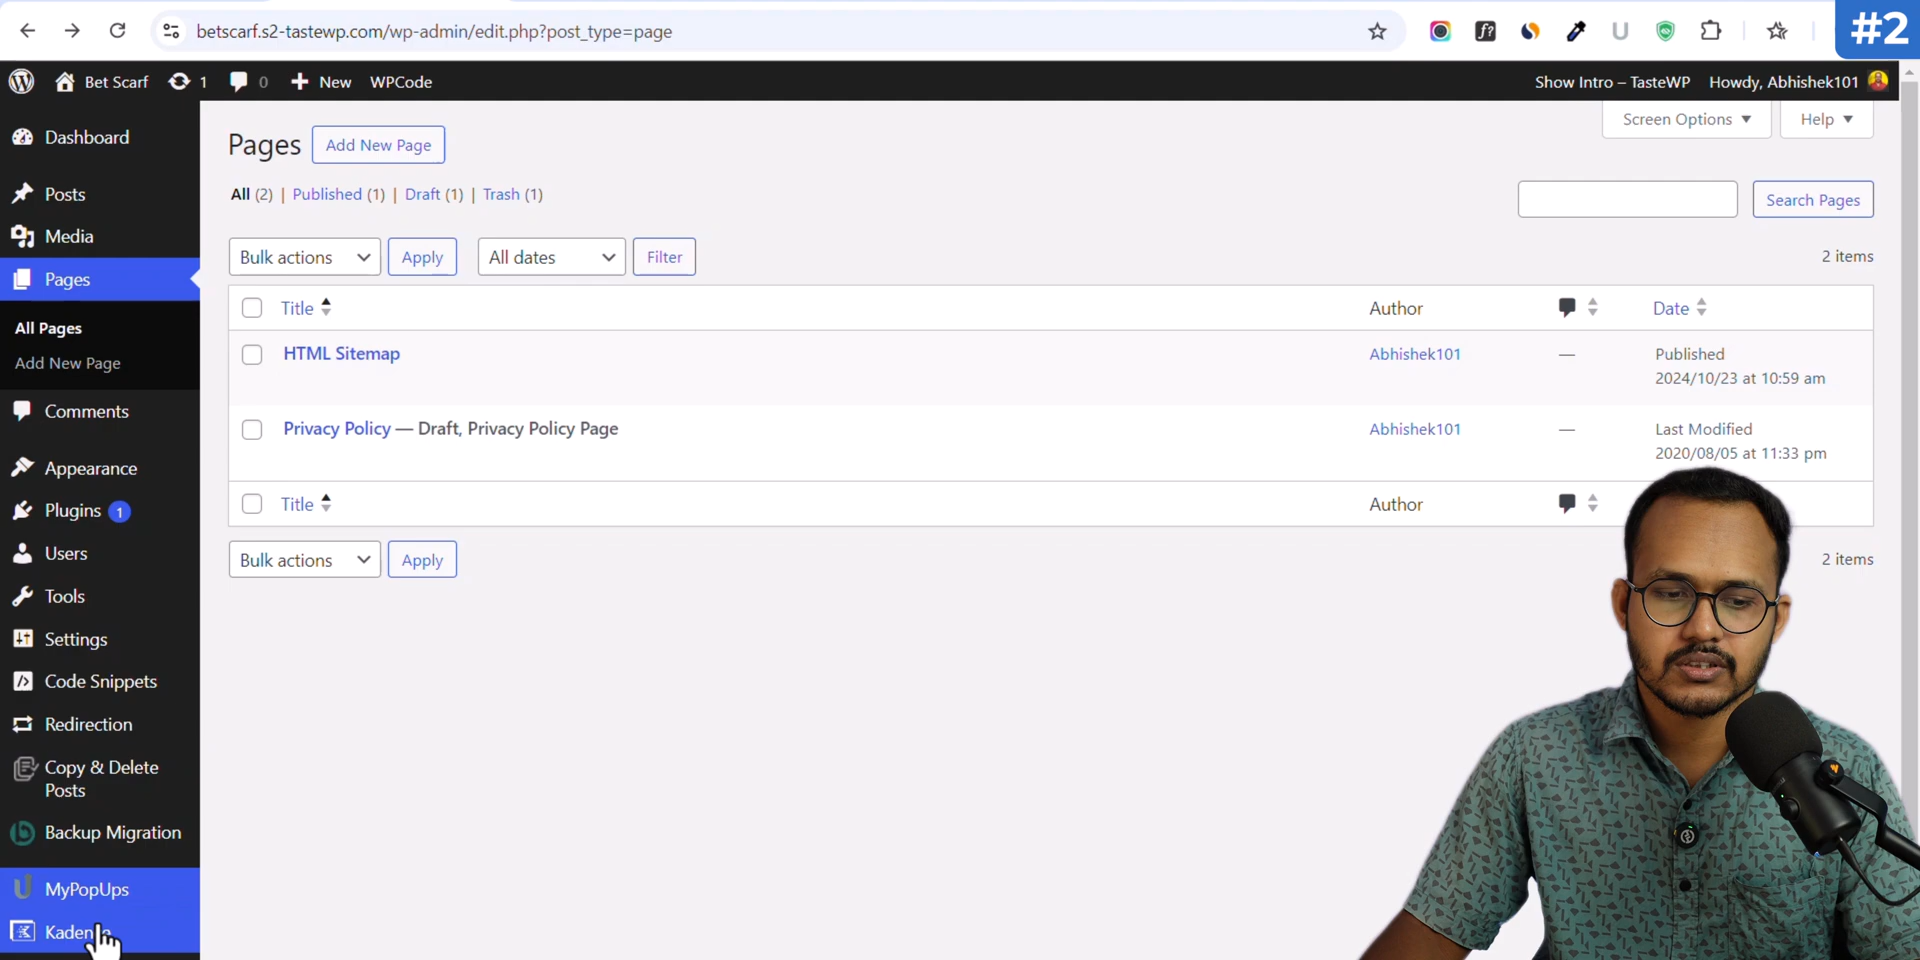 betscarf.s2-tastewp.com/wp-admin/edit.php?post_type=page
#2
Bet Scarf 1 0 New WPCode
Show Intro – TasteWP Howdy, Abhishek101
Dashboard
Posts
Media
Pages
All Pages
Add New Page
Comments
Appearance
Plugins 1
Users
Tools
Settings
Code Snippets
Redirection
Copy & Delete
Posts
Backup Migration
MyPopUps
Screen Options Help
Pages Add New Page
All (2) | Published (1) | Draft (1) | Trash (1)
Search Pages
Bulk actions Apply All dates Filter
2 items
Title Author Date
HTML Sitemap Abhishek101 — Published
2024/10/23 at 10:59 am
Privacy Policy — Draft, Privacy Policy Page Abhishek101 — Last Modified
2020/08/05 at 11:33 pm
Title Author
Bulk actions Apply
2 items